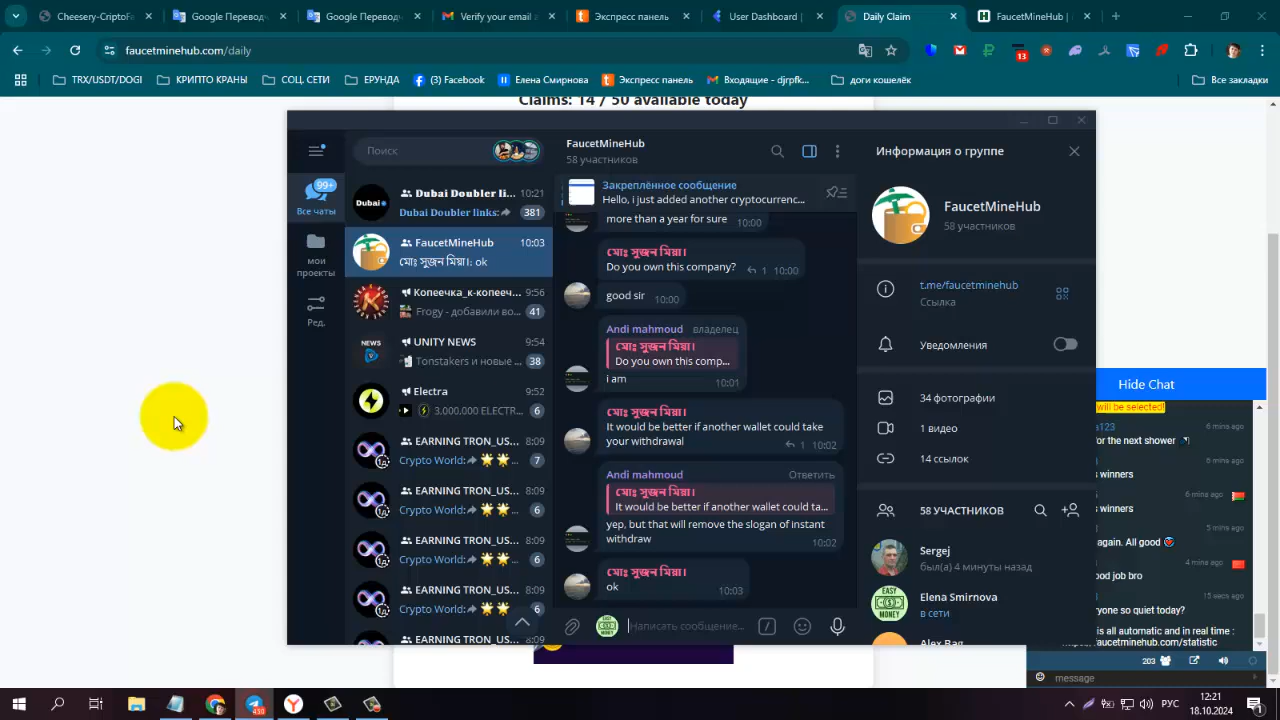 Cheesery-CriptoFa
Google Переводч
Google Переводч
Verify your email a
Экспресс панель
User Dashboard |
Daily Claim
FaucetMineHub |
faucetminehub.com/daily
13
TRX/USDT/DOGI
КРИПТО КРАНЫ
СОЦ. СЕТИ
ЕРУНДА
(3) Facebook
Елена Смирнова
Экспресс панель
Входящие - djrpfk...
доги кошелёк
Все закладки
Claims: 14 / 50 available today
99+
Все чаты
мои
проекты
Ред.
Поиск
Dubai Doubler li... 10:21
Dubai Doubler links: 381
FaucetMineHub 10:03
মোঃ সুজন মিয়া।: ok
Копеечка_к-копееч... 9:56
Frogy - добавили во... 41
UNITY NEWS 9:54
Tonstakers и новые ... 38
Electra 9:52
3,000,000 ELECTR... 6
EARNING TRON_US... 8:09
Crypto World: ... 7
EARNING TRON_US... 8:09
Crypto World: ... 6
EARNING TRON_US... 8:09
Crypto World: ... 6
EARNING TRON_US... 8:09
Crypto World: ... 6
EARNING TRON_US... 8:09
FaucetMineHub
58 участников
Закреплённое сообщение
Hello, i just added another cryptocurrenc...
more than a year for sure 10:00
মোঃ সুজন মিয়া।
Do you own this company? 1 10:00
good sir 10:00
Andi mahmoud владелец
মোঃ সুজন মিয়া।
Do you own this comp...
i am 10:01
মোঃ সুজন মিয়া।
It would be better if another wallet could take
your withdrawal 1 10:02
Andi mahmoud Ответить
মোঃ সুজন মিয়া।
It would be better if another wallet could ta...
yep, but that will remove the slogan of instant
withdraw 10:02
মোঃ সুজন মিয়া।
ok 10:03
Написать сообщение...
Информация о группе
FaucetMineHub
58 участников
t.me/faucetminehub
Ссылка
Уведомления
34 фотографии
1 видео
14 ссылок
58 УЧАСТНИКОВ
Sergej
был(а) 4 минуты назад
EASY
MONEY
Elena Smirnova
в сети
Alex Bag
Hide Chat
will be selected!
a123 6 mins ago
for the next shower
6 mins ago
s winners
6 mins ago
s winners
5 mins ago
again. All good
4 mins ago
od job bro
15 secs ago
yone so quiet today?
is all automatic and in real time :
faucetminehub.com/statistic
203
message
РУС
12:21
18.10.2024